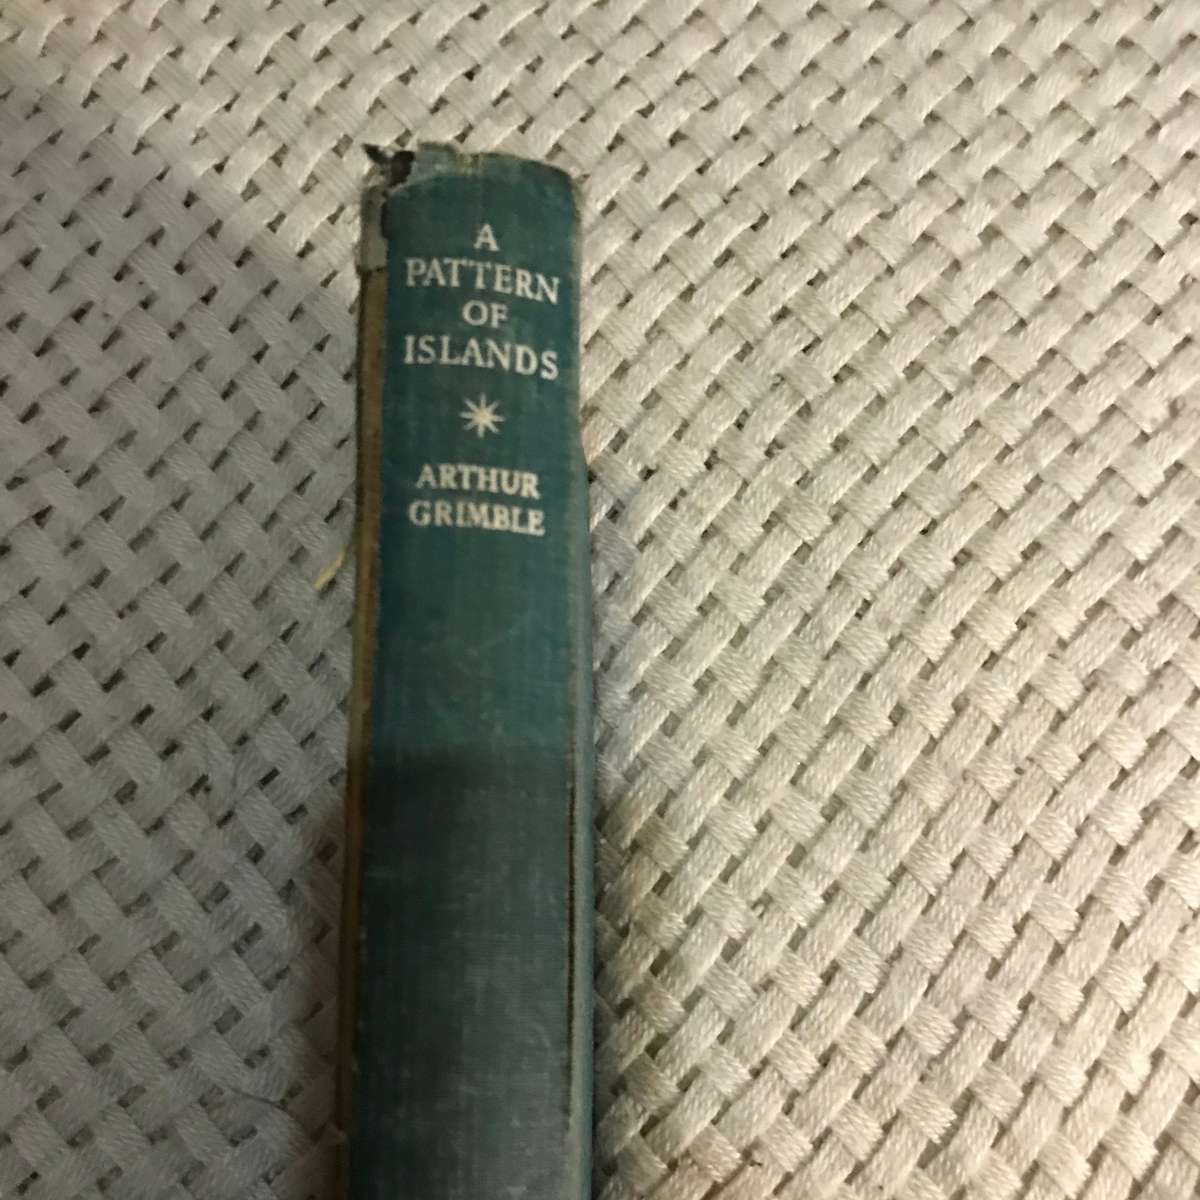 A
PATTERN
OF
ISLANDS
ARTHUR
GRIMBLE